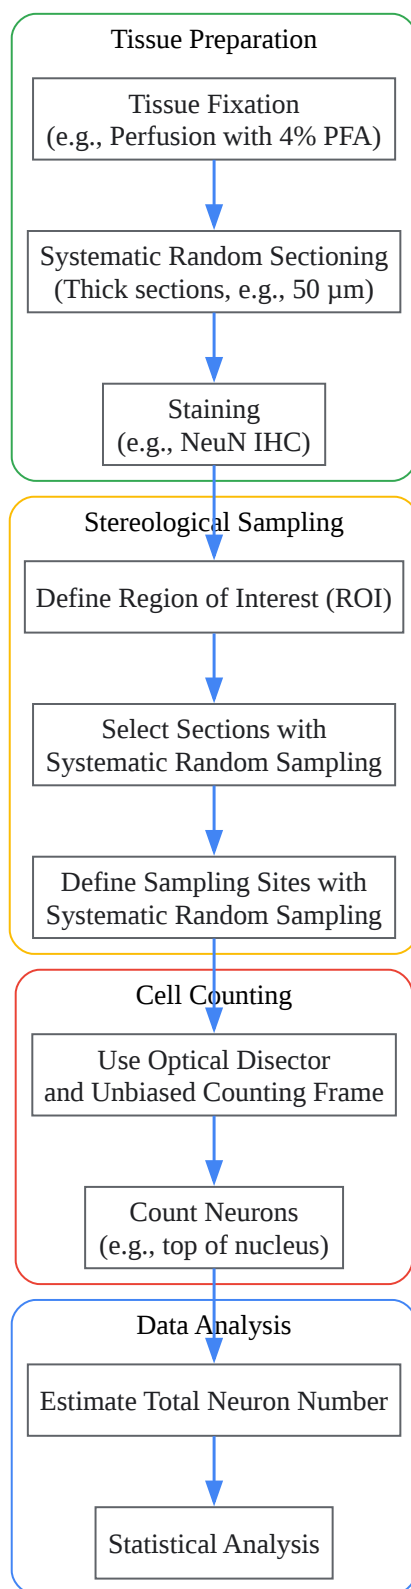 Tissue Preparation
Tissue Fixation
(e.g., Perfusion with 4% PFA)
Systematic Random Sectioning
(Thick sections, e.g., 50 µm)
Staining
(e.g., NeuN IHC)
Stereological Sampling
Define Region of Interest (ROI)
Select Sections with
Systematic Random Sampling
Define Sampling Sites with
Systematic Random Sampling
Cell Counting
Use Optical Disector
and Unbiased Counting Frame
Count Neurons
(e.g., top of nucleus)
Data Analysis
Estimate Total Neuron Number
Statistical Analysis